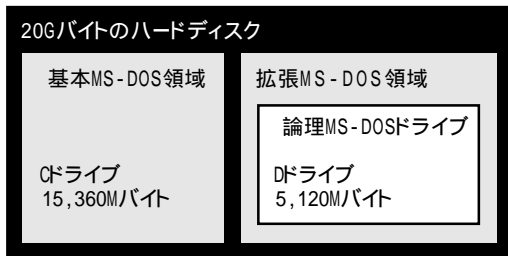 20Gバイトのハードディスク
基本MS-DOS領域
Cドライブ
15,360Mバイト
拡張MS-DOS領域
論理MS-DOSドライブ
Dドライブ
5,120Mバイト